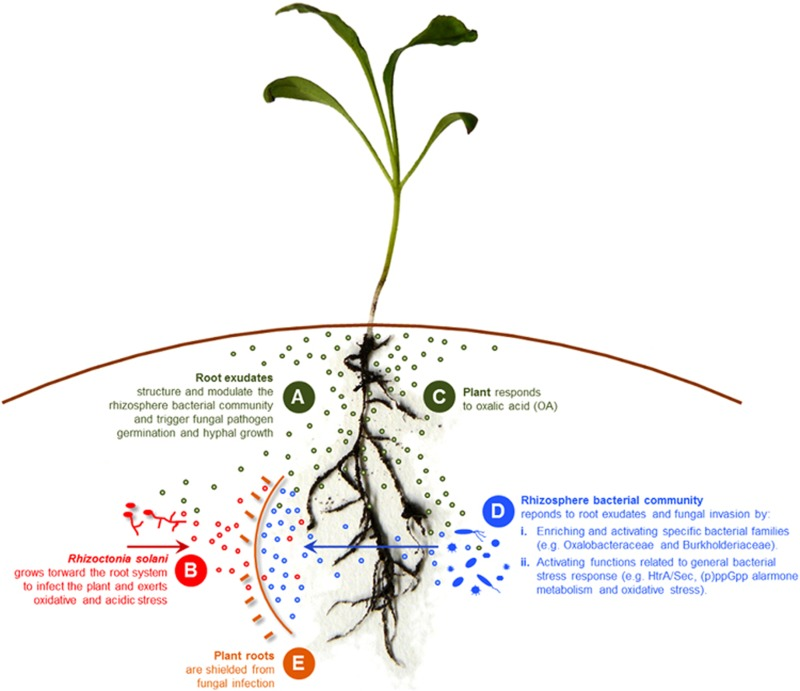 Root exudates
structure and modulate the
rhizosphere bacterial community
and trigger fungal pathogen
germination and hyphal growth
A
C
Plant responds
to oxalic acid (OA)
D
Rhizosphere bacterial community
reponds to root exudates and fungal invasion by:
i. Enriching and activating specific bacterial families
(e.g. Oxalobacteraceae and Burkholderiaceae).
ii. Activating functions related to general bacterial
stress response (e.g. HtrA/Sec, (p)ppGpp alarmone
metabolism and oxidative stress).
Rhizoctonia solani
grows forward the root system
to infect the plant and exerts
oxidative and acidic stress
B
Plant roots
are shielded from
fungal infection
E